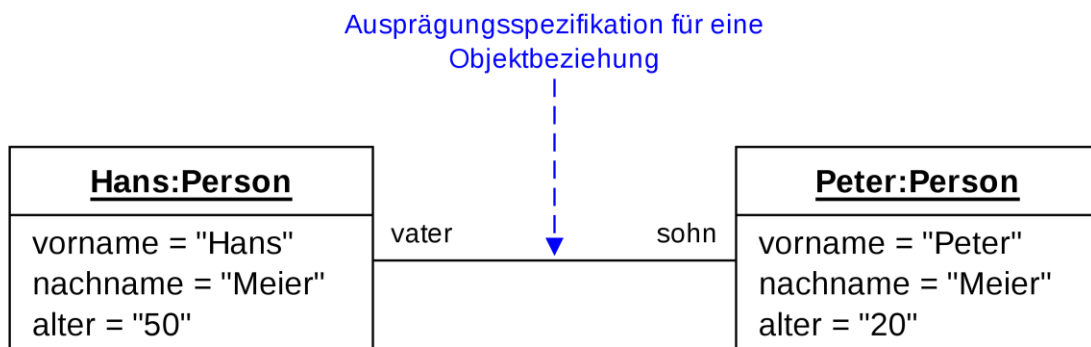 Ausprägungsspezifikation für eine
Objektbeziehung
Hans:Person
vorname = "Hans"
nachname = "Meier"
alter = "50"
vater
sohn
Peter:Person
vorname = "Peter"
nachname = "Meier"
alter = "20"